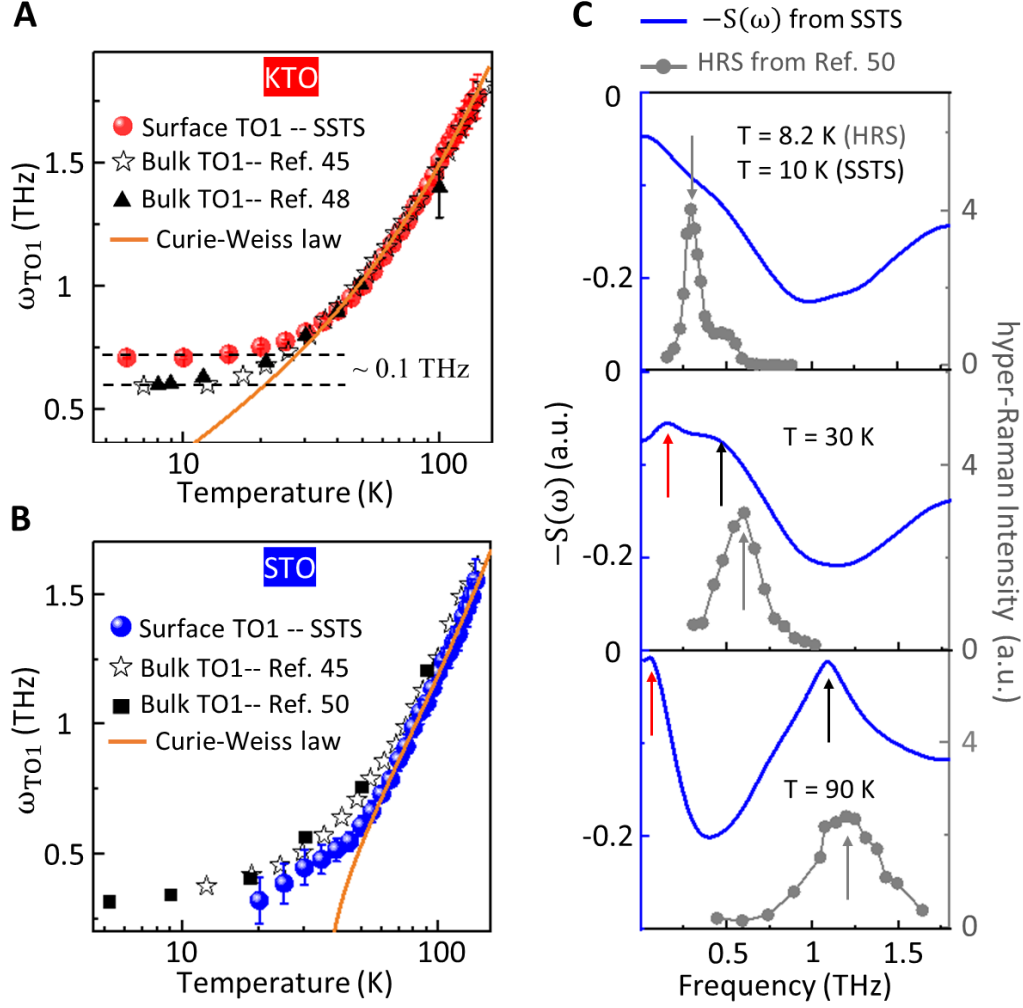 A
KTO
Surface TO1 -- SSTS
Bulk TO1-- Ref. 45
Bulk TO1-- Ref. 48
Curie-Weiss law
~ 0.1 THz
1.5
1
0.5
ωTO1 (THz)
10
100
Temperature (K)
B
STO
Surface TO1 -- SSTS
Bulk TO1-- Ref. 45
Bulk TO1-- Ref. 50
Curie-Weiss law
1.5
1
0.5
ωTO1 (THz)
10
100
Temperature (K)
C
−S(ω) from SSTS
HRS from Ref. 50
T = 8.2 K (HRS)
T = 10 K (SSTS)
0
-0.2
4
0
T = 30 K
0
-0.2
4
0
T = 90 K
0
-0.2
4
0
−S(ω) (a.u.)
hyper-Raman Intensity (a.u.)
0.5
1
1.5
Frequency (THz)